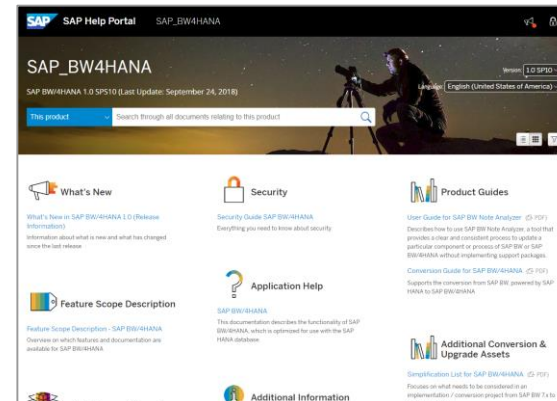 SAP SAP Help Portal SAP_BW4HANA
SAP_BW4HANA
Version: 1.0 SPS10
SAP BW/4HANA 1.0 SPS10 (Last Update: September 24, 2018)
Language: English (United States of America)
This product Search through all documents relating to this product
What's New
What's New in SAP BW/4HANA 1.0 (Release
Information)
Information about what is new and what has changed
since the last release
Feature Scope Description
Feature Scope Description - SAP BW/4HANA
Overview on which features and documentation are
available for SAP BW/4HANA
Security
Security Guide SAP BW/4HANA
Everything you need to know about security
Application Help
SAP BW/4HANA
This documentation describes the functionality of SAP
BW/4HANA, which is optimized for use with the SAP
HANA database.
Additional Information
Product Guides
User Guide for SAP BW Note Analyzer (PDF)
Describes how to use SAP BW Note Analyzer, a tool that
provides a clear and consistent process to update a
particular component or process of SAP BW or SAP
BW/4HANA without implementing support packages.
Conversion Guide for SAP BW/4HANA (PDF)
Supports the conversion from SAP BW, powered by SAP
HANA to SAP BW/4HANA
Additional Conversion &
Upgrade Assets
Simplification List for SAP BW/4HANA (PDF)
Focuses on what needs to be considered in an
implementation / conversion project from SAP BW 7.x to